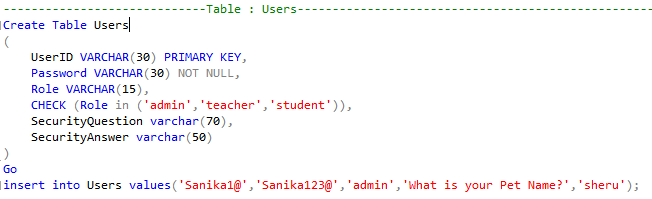 --------------------------Table : Users---------------------------------------------
Create Table Users
(
UserID VARCHAR(30) PRIMARY KEY,
Password VARCHAR(30) NOT NULL,
Role VARCHAR(15),
CHECK (Role in ('admin','teacher','student')),
SecurityQuestion varchar(70),
SecurityAnswer varchar(50)
)
Go
insert into Users values('Sanika1@','Sanika123@','admin','What is your Pet Name?','sheru');